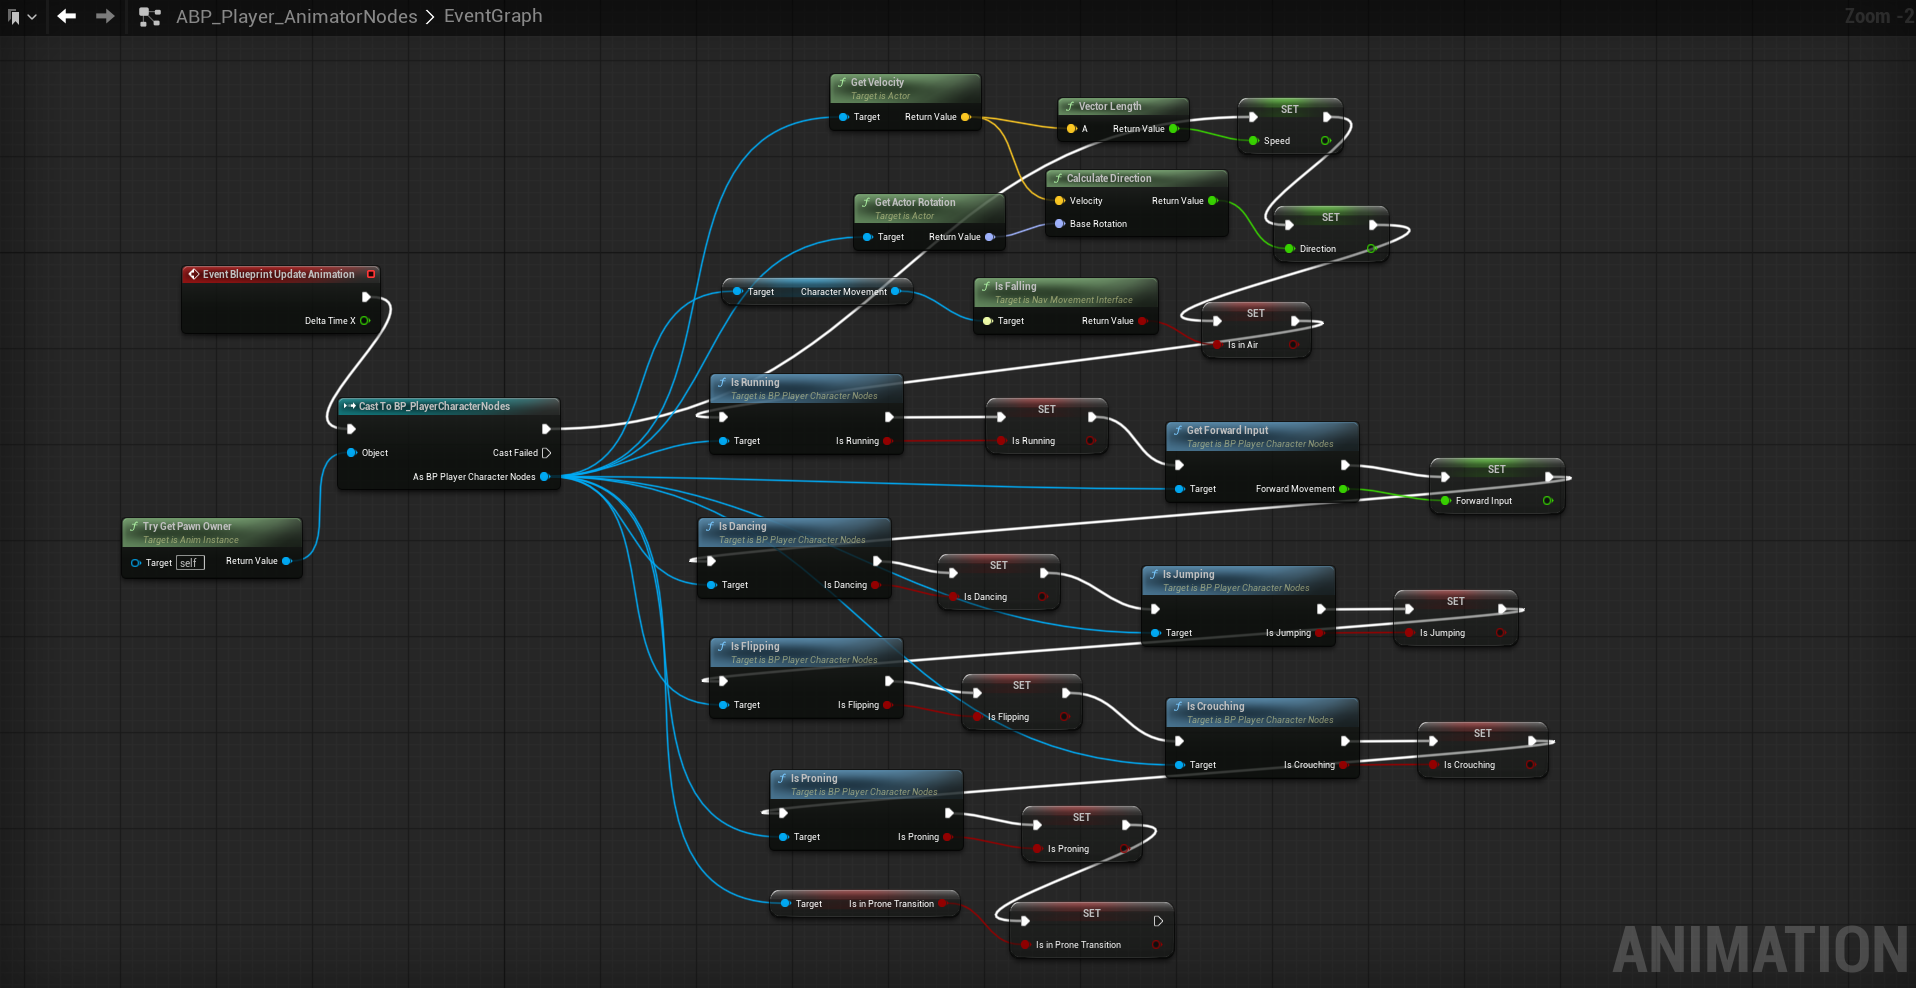 ABP_Player_AnimatorNodes > EventGraph
Zoom -2
Get Velocity
Target is Actor
Target Return Value
Vector Length
A Return Value
SET
Speed
Calculate Direction
Velocity Return Value
Base Rotation
Get Actor Rotation
Target is Actor
Target Return Value
SET
Direction
Event Blueprint Update Animation
Delta Time X
Target Character Movement
Is Falling
Target is Nav Movement Interface
Target Return Value
SET
Is in Air
Cast To BP_PlayerCharacterNodes
Object Cast Failed
As BP Player Character Nodes
Is Running
Target is BP Player Character Nodes
Target Is Running
SET
Is Running
Get Forward Input
Target is BP Player Character Nodes
Target Forward Movement
SET
Forward Input
Try Get Pawn Owner
Target is Anim Instance
Target self Return Value
Is Dancing
Target is BP Player Character Nodes
Target Is Dancing
SET
Is Dancing
Is Jumping
Target is BP Player Character Nodes
Target Is Jumping
SET
Is Jumping
Is Flipping
Target is BP Player Character Nodes
Target Is Flipping
SET
Is Flipping
Is Crouching
Target is BP Player Character Nodes
Target Is Crouching
SET
Is Crouching
Is Proning
Target is BP Player Character Nodes
Target Is Proning
SET
Is Proning
Target Is in Prone Transition
SET
Is in Prone Transition
ANIMATION